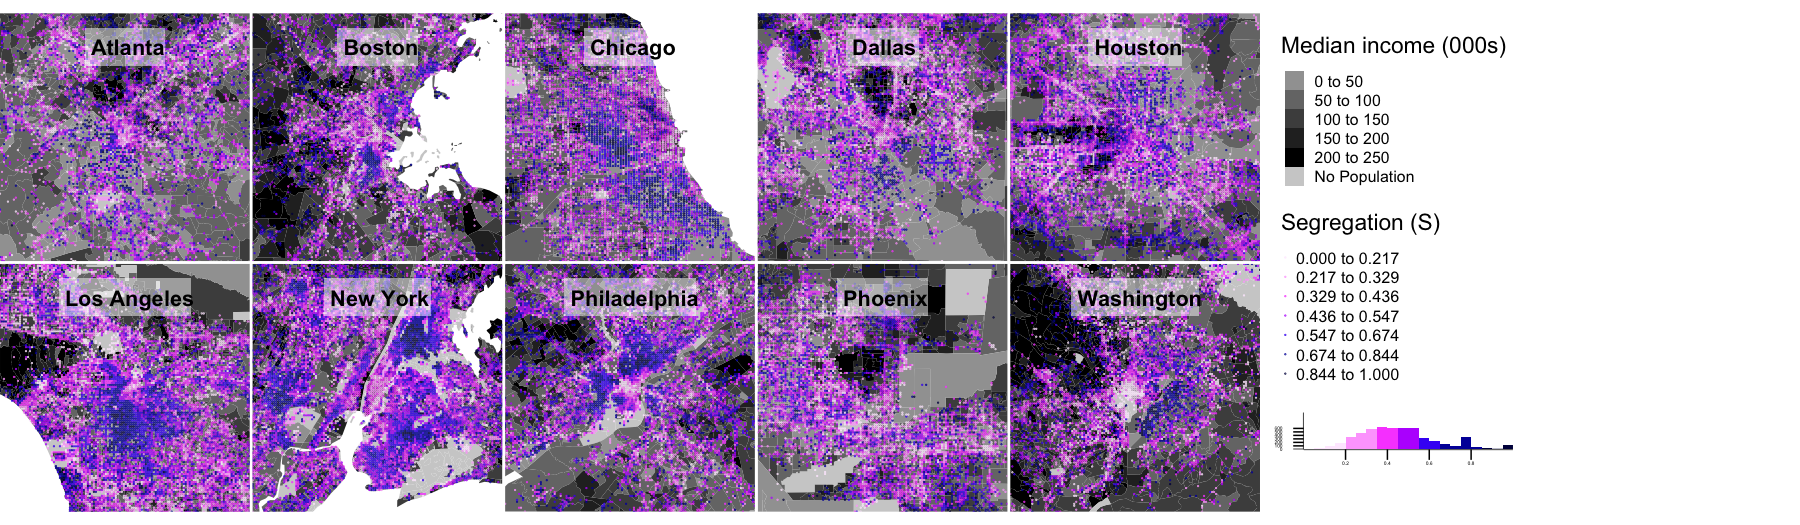 Atlanta
Boston
Chicago
Dallas
Houston
Los Angeles
New York
Philadelphia
Phoenix
Washington
Median income (000s)
0 to 50
50 to 100
100 to 150
150 to 200
200 to 250
No Population
Segregation (S)
0.000 to 0.217
0.217 to 0.329
0.329 to 0.436
0.436 to 0.547
0.547 to 0.674
0.674 to 0.844
0.844 to 1.000
0.2 0.4 0.6 0.8